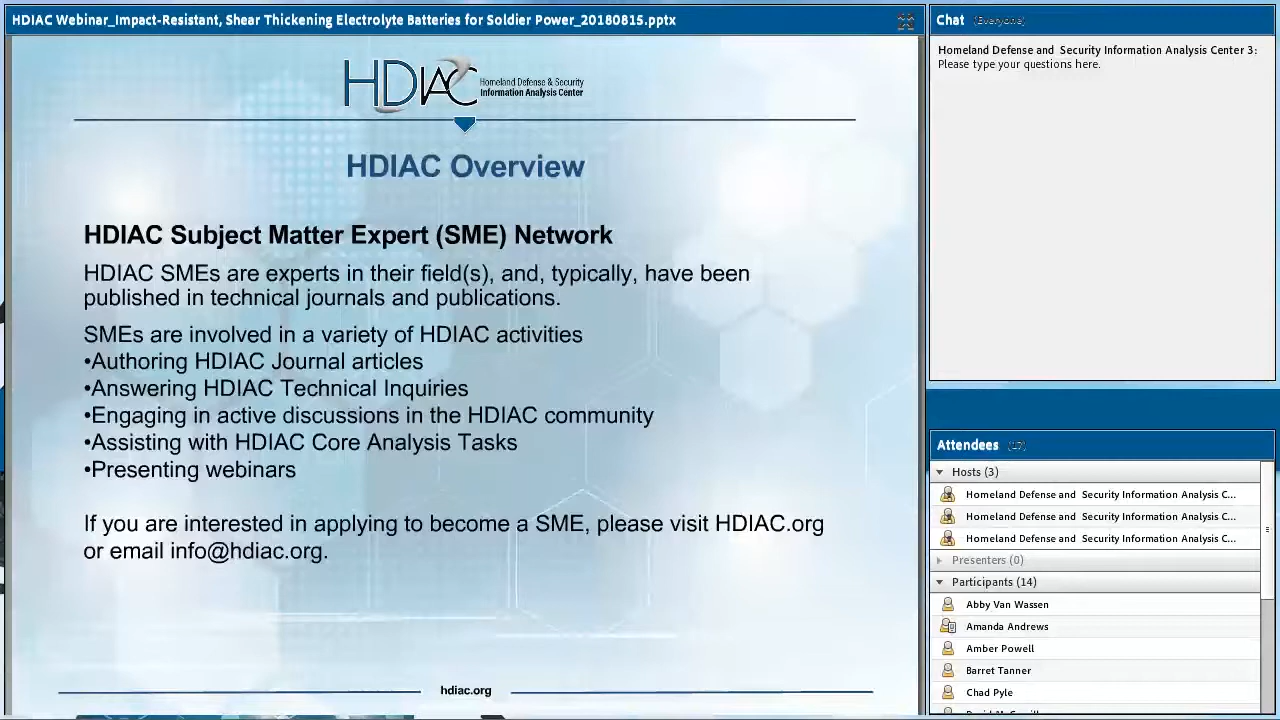 HDIAC Webinar_Impact-Resistant, Shear Thickening Electrolyte Batteries for Soldier Power_20180815.pptx
HDIAC Homeland Defense & Security
Information Analysis Center
HDIAC Overview
HDIAC Subject Matter Expert (SME) Network
HDIAC SMEs are experts in their field(s), and, typically, have been
published in technical journals and publications.
SMEs are involved in a variety of HDIAC activities
•Authoring HDIAC Journal articles
•Answering HDIAC Technical Inquiries
•Engaging in active discussions in the HDIAC community
•Assisting with HDIAC Core Analysis Tasks
•Presenting webinars
If you are interested in applying to become a SME, please visit HDIAC.org
or email info@hdiac.org.
hdiac.org
Chat (Everyone)
Homeland Defense and Security Information Analysis Center 3:
Please type your questions here.
Attendees (17)
Hosts (3)
Homeland Defense and Security Information Analysis C...
Homeland Defense and Security Information Analysis C...
Homeland Defense and Security Information Analysis C...
Presenters (0)
Participants (14)
Abby Van Wassen
Amanda Andrews
Amber Powell
Barret Tanner
Chad Pyle